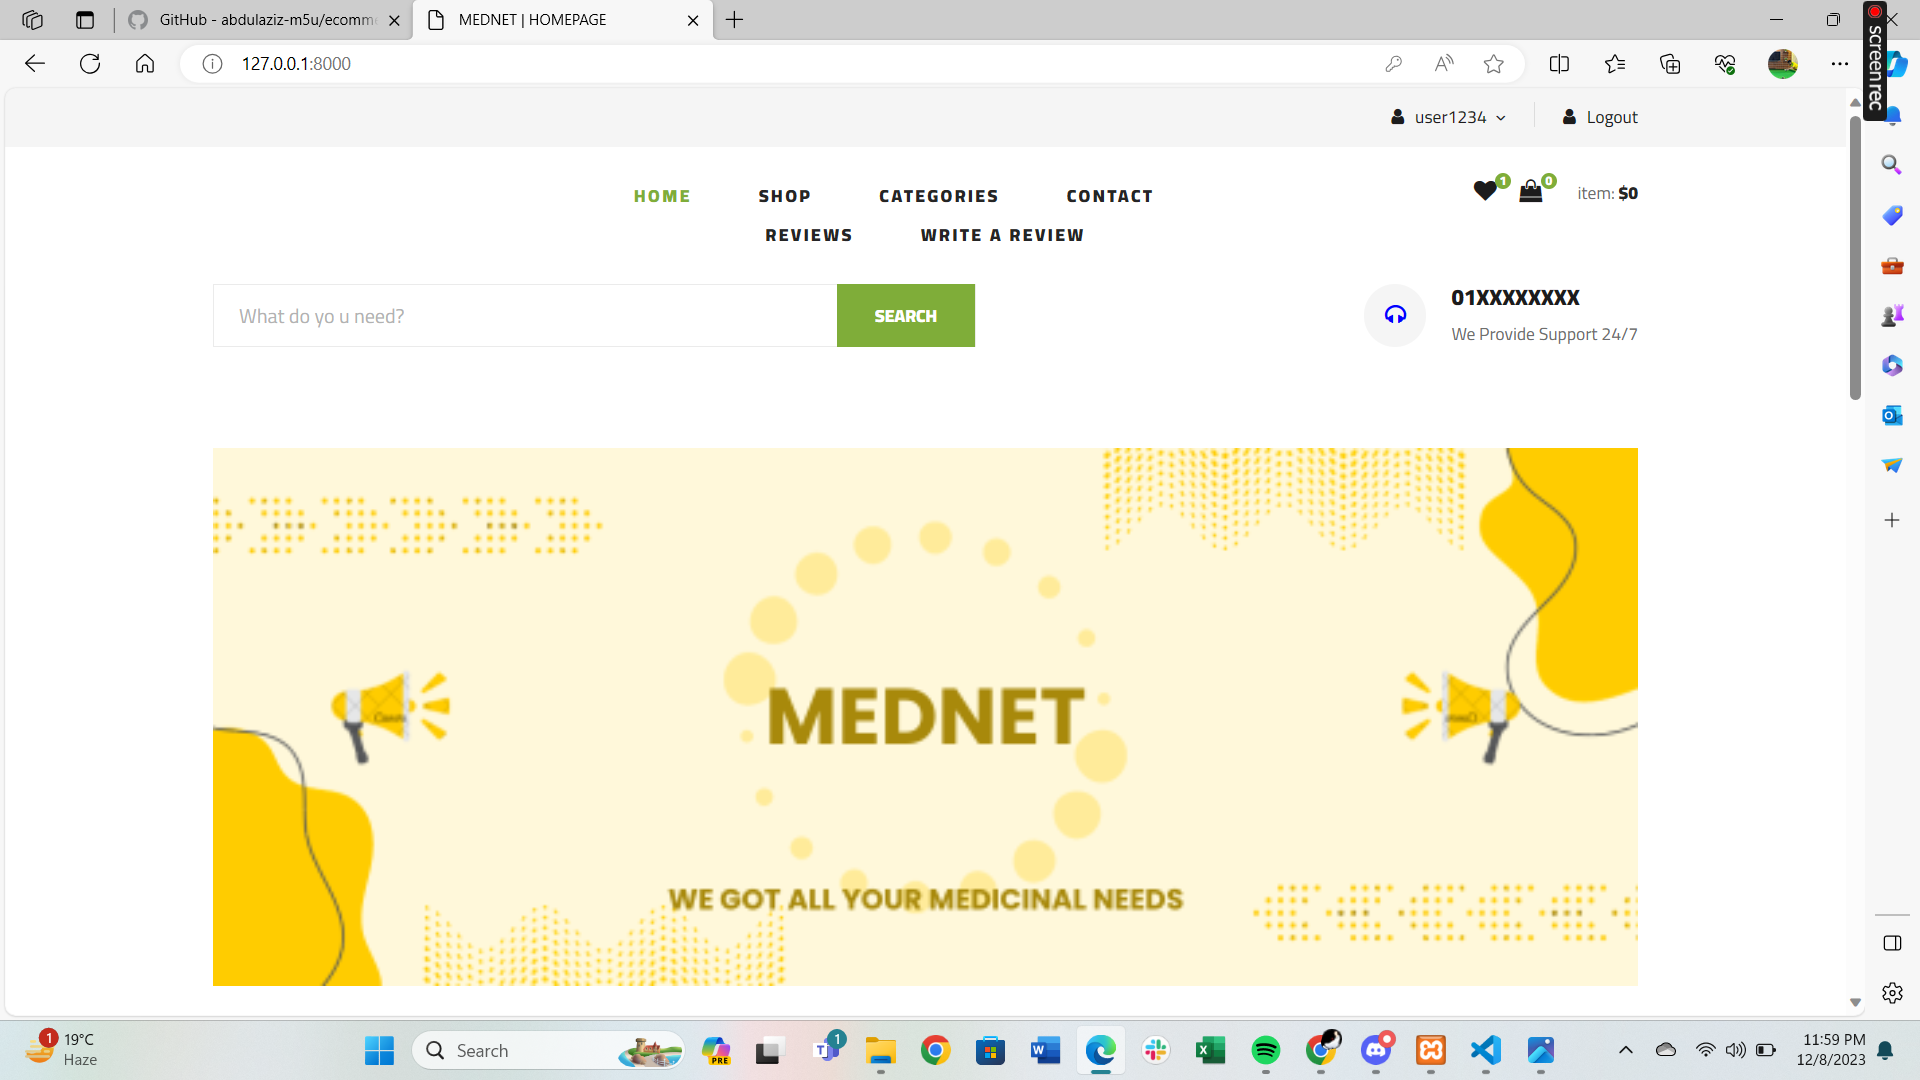 GitHub - abdulaziz-m5u/ecomme
MEDNET | HOMEPAGE
127.0.0.1:8000
screenrec
user1234
Logout
HOME
SHOP
CATEGORIES
CONTACT
1
0
item: $0
REVIEWS
WRITE A REVIEW
What do yo u need?
SEARCH
01XXXXXXXX
We Provide Support 24/7
MEDNET
WE GOT ALL YOUR MEDICINAL NEEDS
1
19°C
Haze
Search
PRE
1
11:59 PM
12/8/2023